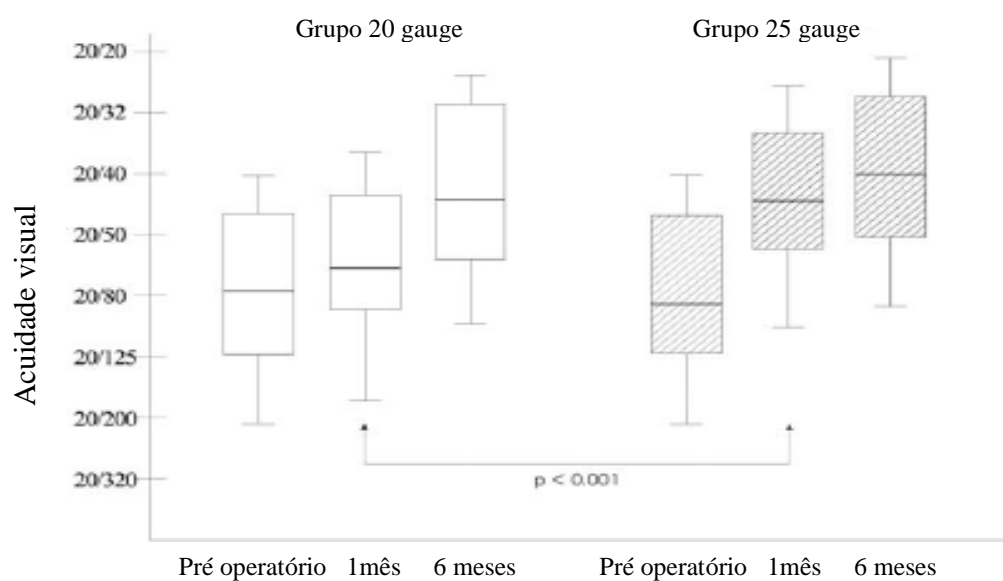 Grupo 20 gauge
Grupo 25 gauge
Acuidade visual
20/20
20/32
20/40
20/50
20/80
20/125
20/200
20/320
p < 0.001
Pré operatório 1mês 6 meses
Pré operatório 1mês 6 meses